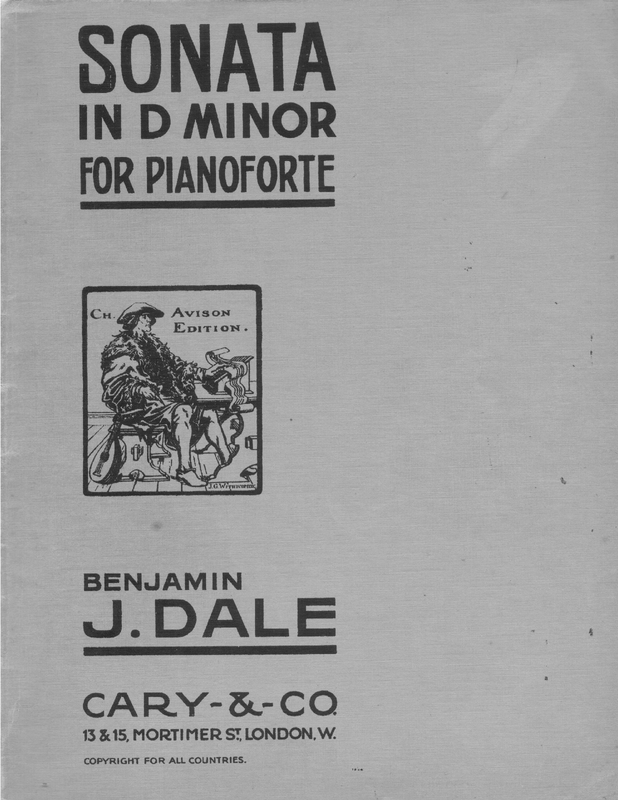 SONATA
IN D MINOR
FOR PIANOFORTE
CH. AVISON
EDITION.
BENJAMIN
J. DALE
CARY-&-CO.
13 & 15, MORTIMER ST, LONDON, W.
COPYRIGHT FOR ALL COUNTRIES.